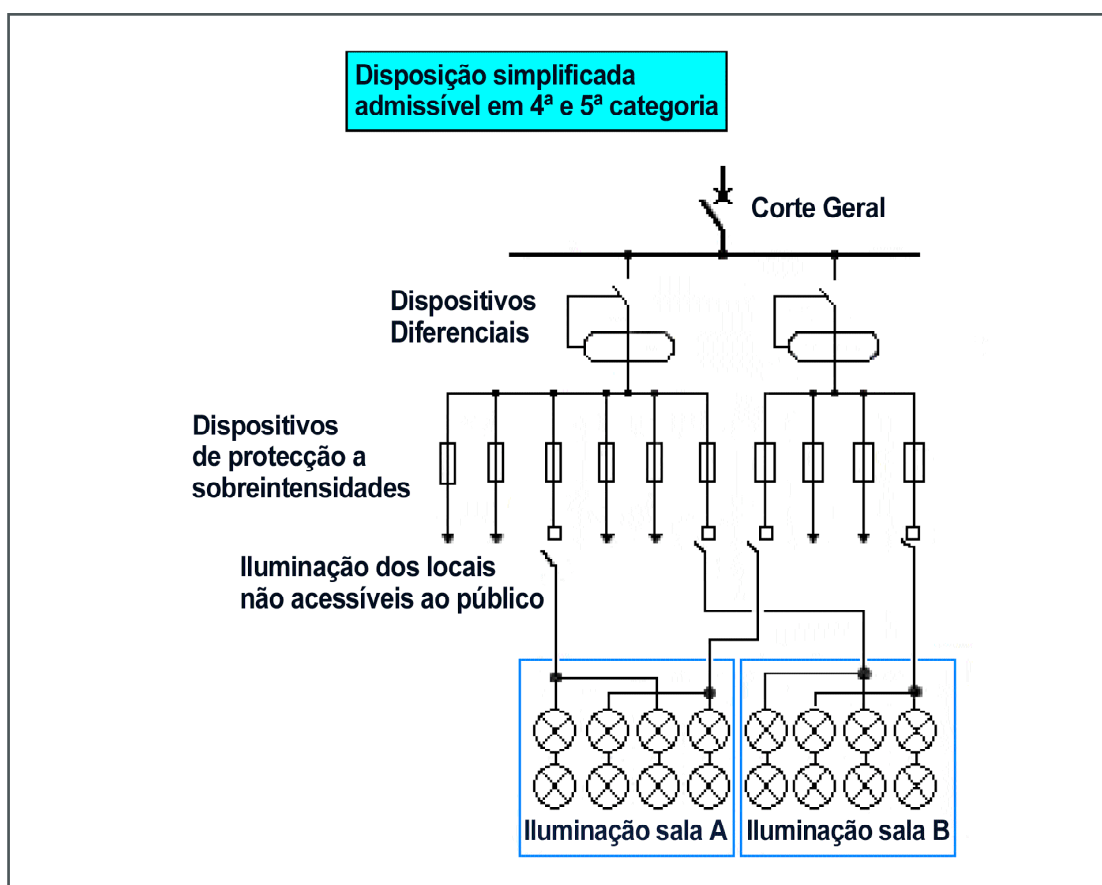 Disposição simplificada
admissível em 4ª e 5ª categoria
Corte Geral
Dispositivos
Diferenciais
Dispositivos
de protecção a
sobreintensidades
Iluminação dos locais
não acessíveis ao público
Iluminação sala A
Iluminação sala B